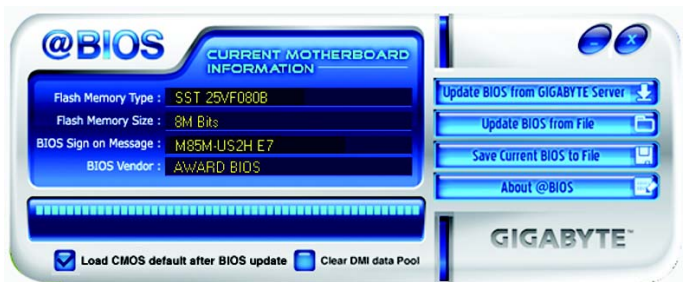 @BIOS
CURRENT MOTHERBOARD
INFORMATION
Flash Memory Type : SST 25VF080B
Flash Memory Size : 8M Bits
BIOS Sign on Message : M85M-US2H E7
BIOS Vendor : AWARD BIOS
Load CMOS default after BIOS update
Clear DMI data Pool
Update BIOS from GIGABYTE Server
Update BIOS from File
Save Current BIOS to File
About @BIOS
GIGABYTE™